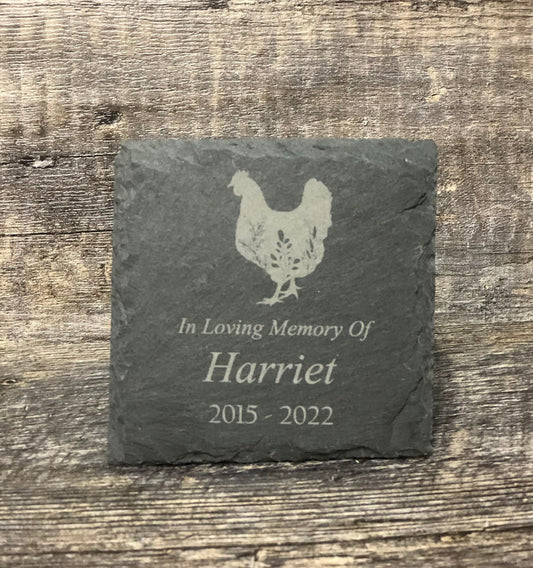 In Loving Memory Of
Harriet
2015 - 2022